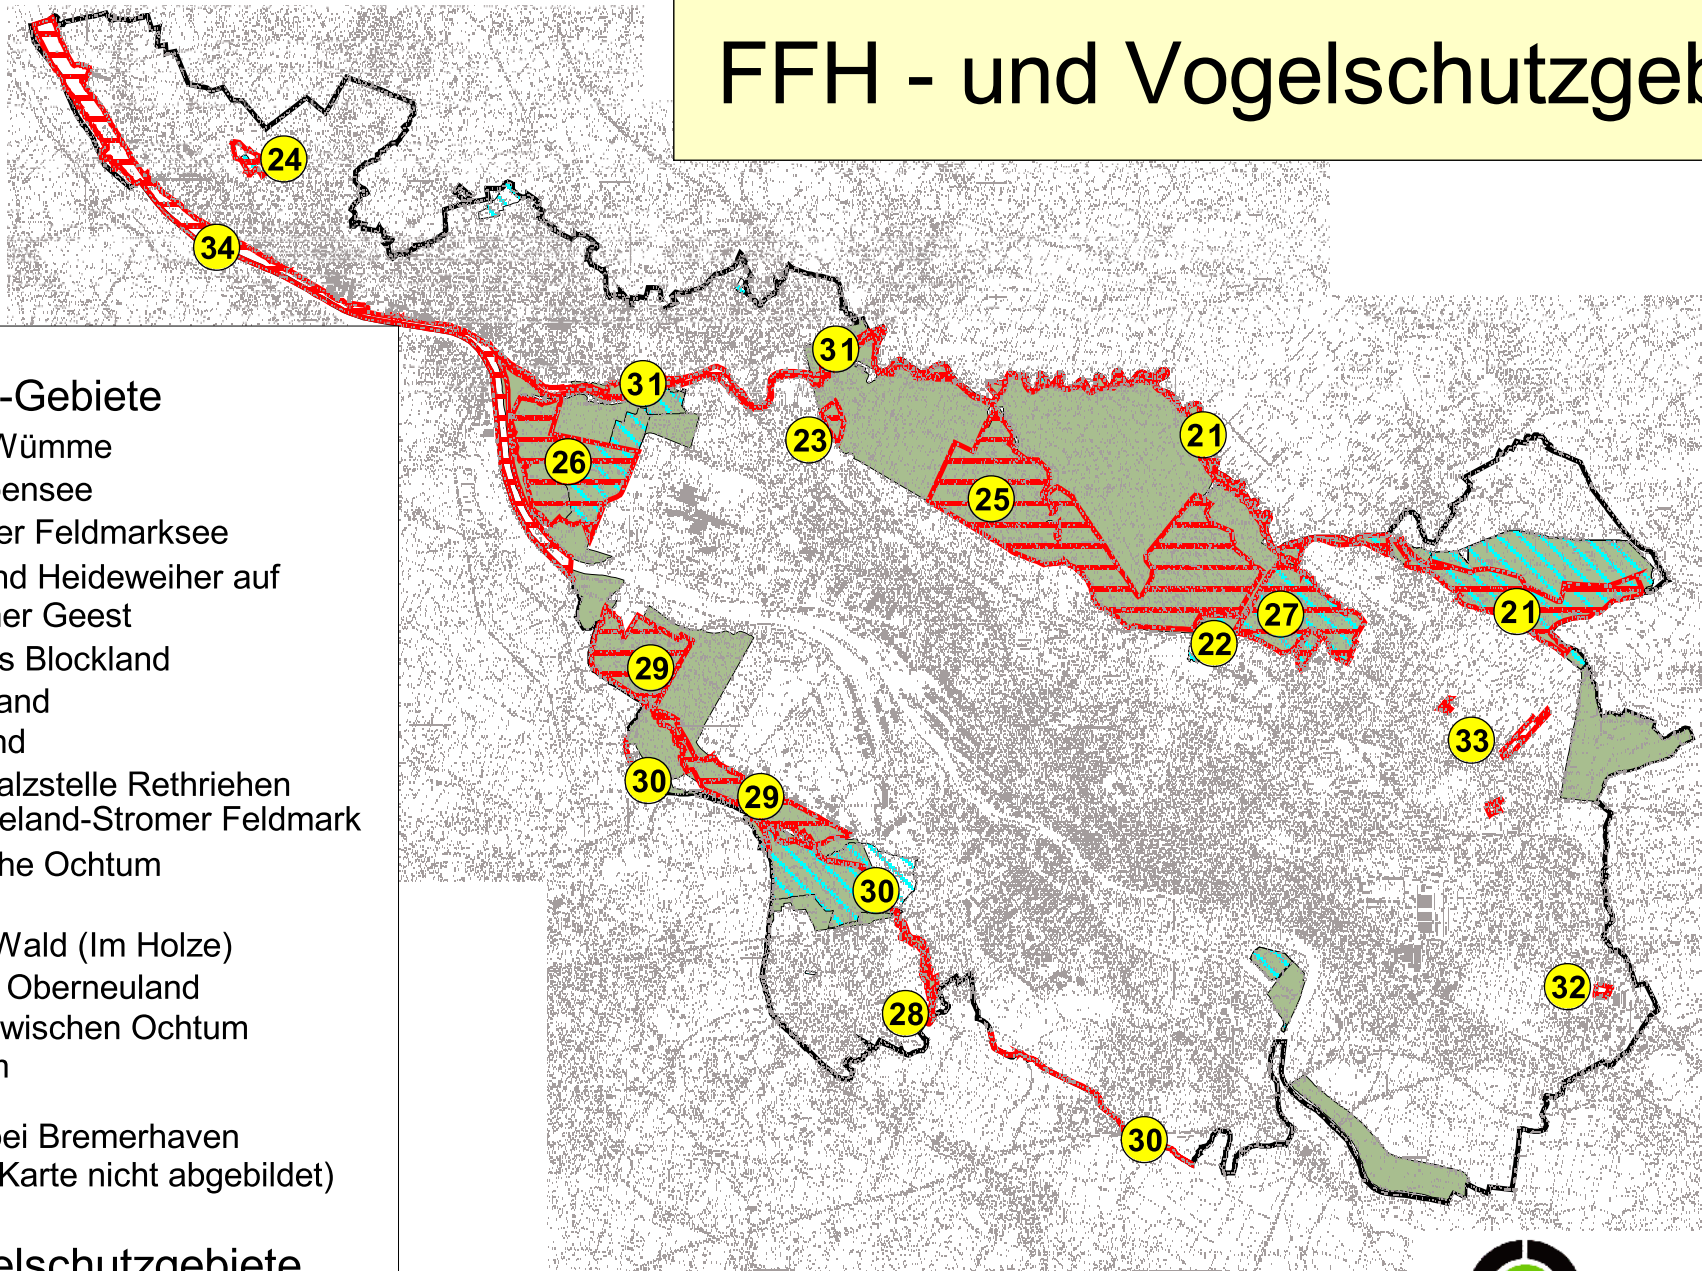 FFH - und Vogelschutzgeb
-Gebiete
Wümme
ensee
er Feldmarksee
nd Heideweiher auf
er Geest
s Blockland
and
nd
alzstelle Rethriehen
eland-Stromer Feldmark
he Ochtum
Wald (Im Holze)
Oberneuland
wischen Ochtum
n
ei Bremerhaven
Karte nicht abgebildet)
elschutzgebiete
24
34
31
31
23
26
21
25
27
21
22
29
33
30
29
30
32
28
30